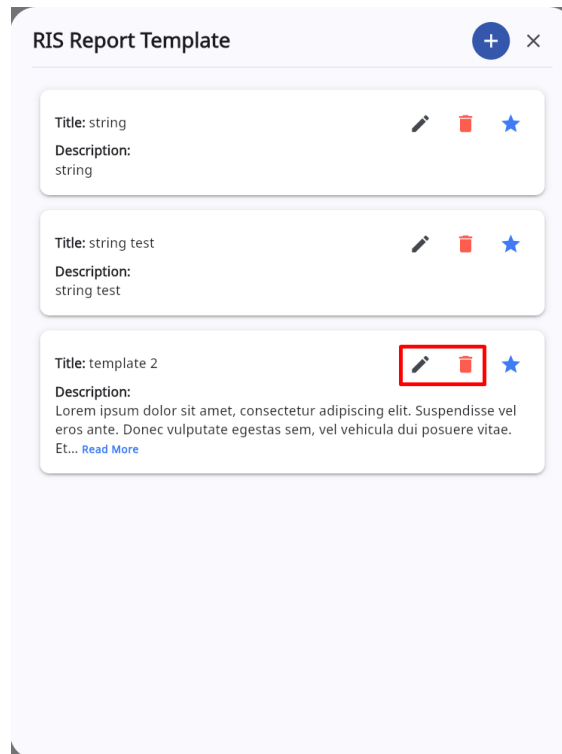 RIS Report Template
Title: string
Description:
string
Title: string test
Description:
string test
Title: template 2
Description:
Lorem ipsum dolor sit amet, consectetur adipiscing elit. Suspendisse vel
eros ante. Donec vulputate egestas sem, vel vehicula dui posuere vitae.
Et... Read More